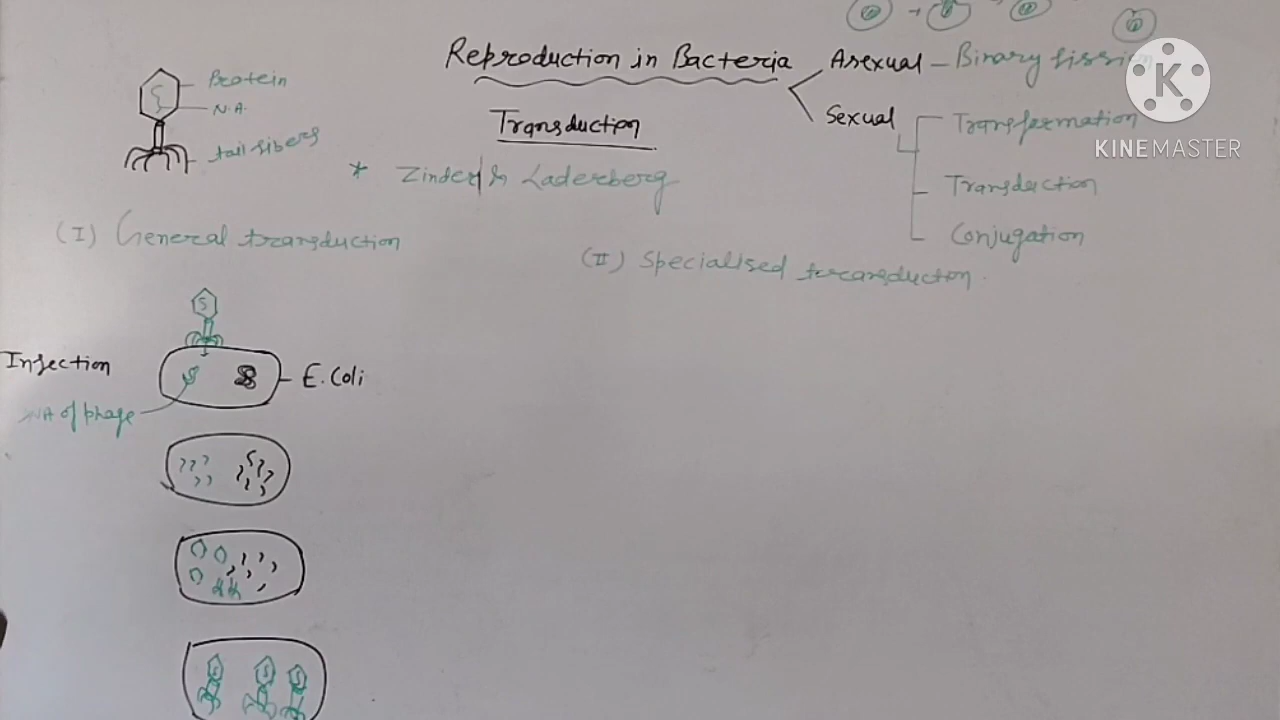 Reproduction in Bacteria
Asexual - Binary fission
Sexual
Transformation
Transduction
Conjugation
KINEMASTER
Transduction
* Zinder & Laderberg
Protein
N.A.
tail fibers
(I) General transduction
(II) Specialised transduction.
Infection
E. Coli
NA of phage